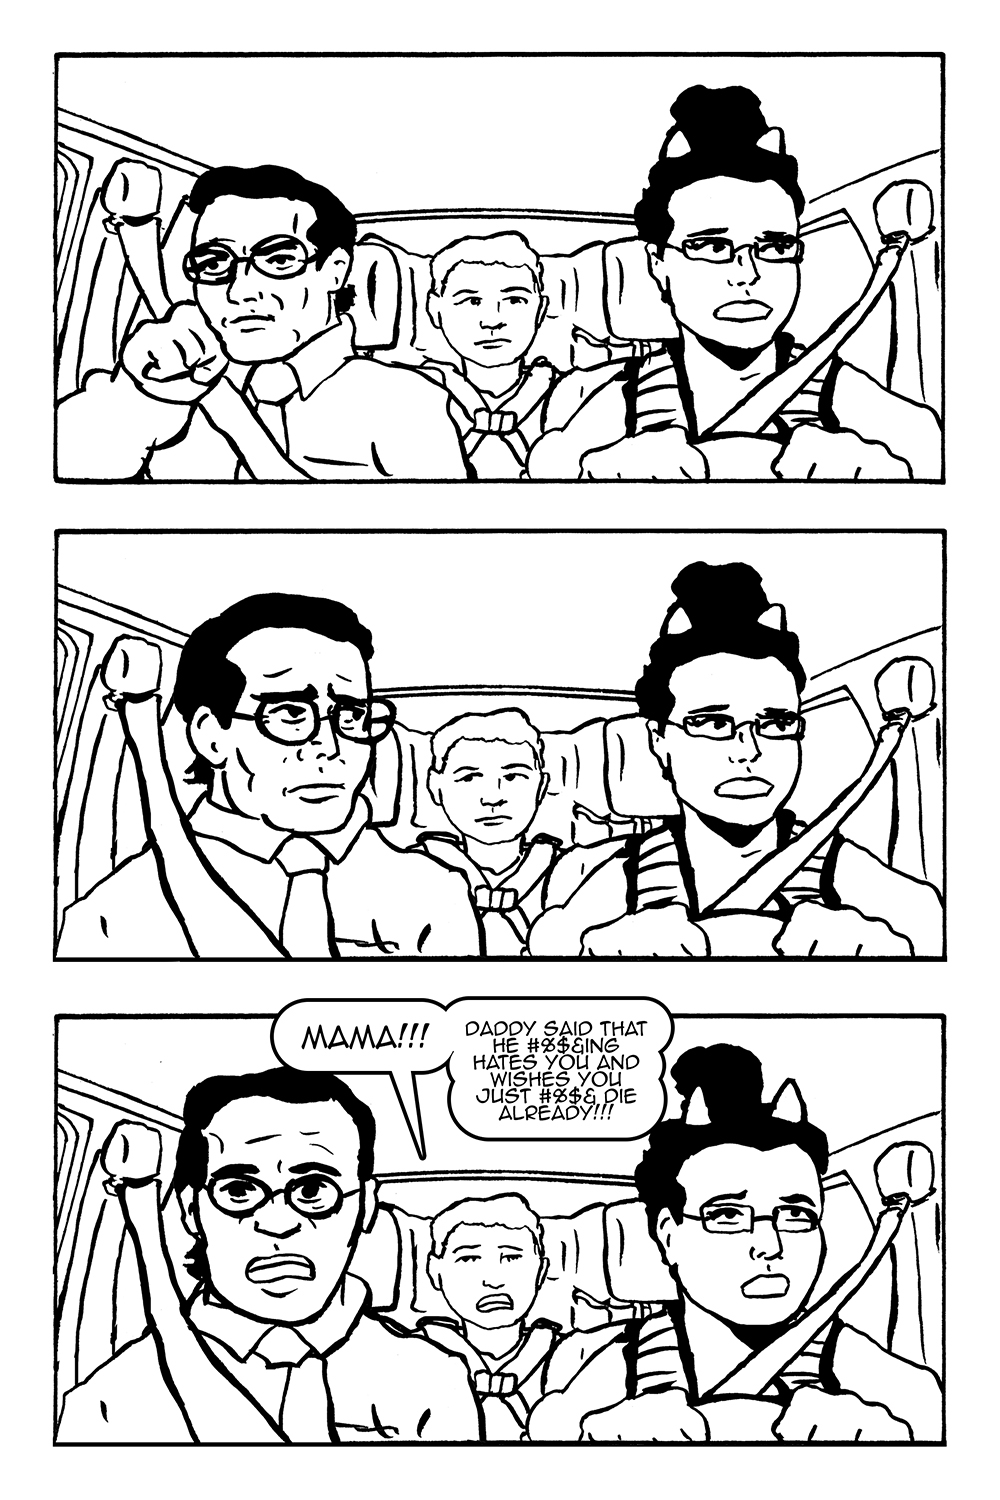 MAMA!!!
DADDY SAID THAT
HE #%$&ING
HATES YOU AND
WISHES YOU
JUST #%$& DIE
ALREADY!!!